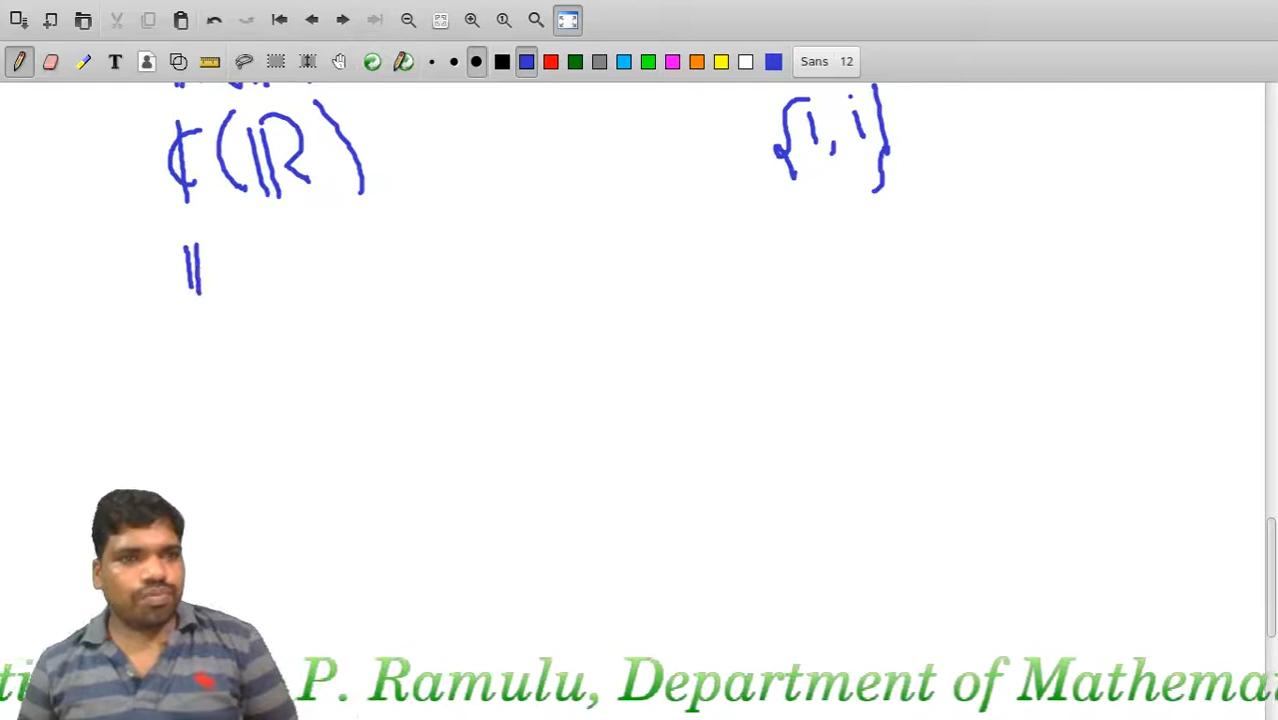 Sans 12
ℂ(ℝ) {1, i}
P. Ramulu, Department of Mathema